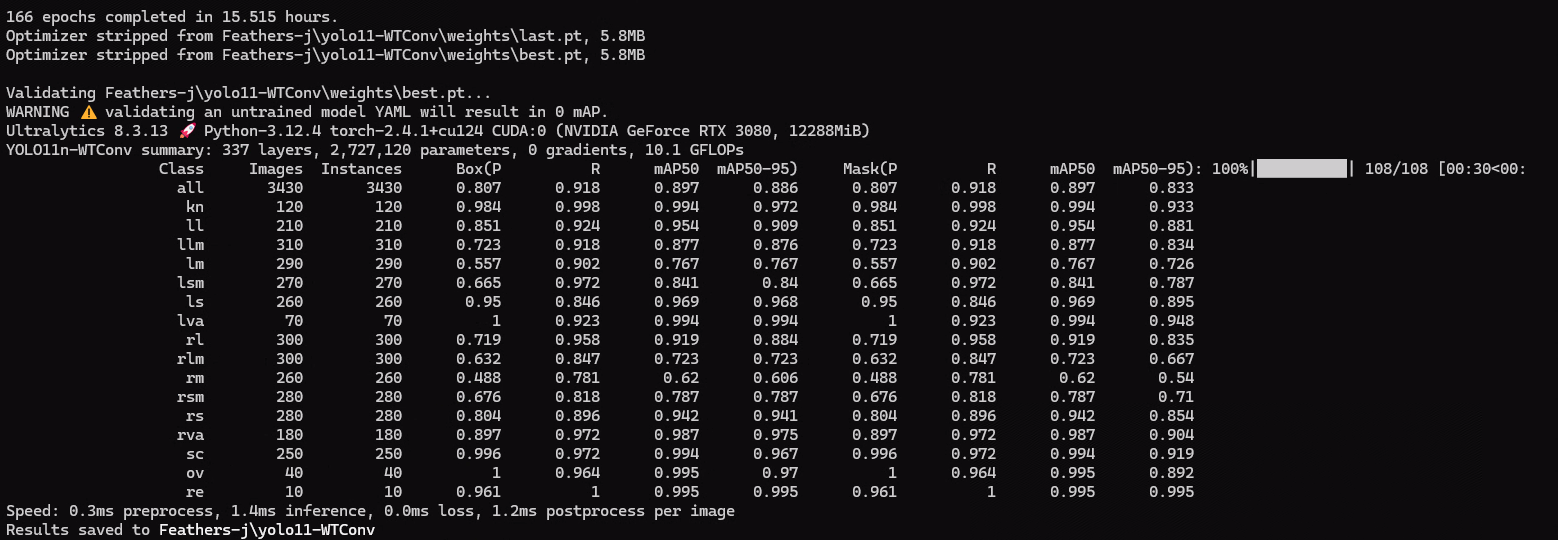 166 epochs completed in 15.515 hours.
Optimizer stripped from Feathers-j\yolo11-WTConv\weights\last.pt, 5.8MB
Optimizer stripped from Feathers-j\yolo11-WTConv\weights\best.pt, 5.8MB
Validating Feathers-j\yolo11-WTConv\weights\best.pt...
WARNING ⚠️ validating an untrained model YAML will result in 0 mAP.
Ultralytics 8.3.13 🚀 Python-3.12.4 torch-2.4.1+cu124 CUDA:0 (NVIDIA GeForce RTX 3080, 12288MiB)
YOLO11n-WTConv summary: 337 layers, 2,727,120 parameters, 0 gradients, 10.1 GFLOPs
Class Images Instances Box(P R mAP50 mAP50-95) Mask(P R mAP50 mAP50-95): 100%|██████████| 108/108 [00:30<00:
all 3430 3430 0.807 0.918 0.897 0.886 0.807 0.918 0.897 0.833
kn 120 120 0.984 0.998 0.994 0.972 0.984 0.998 0.994 0.933
ll 210 210 0.851 0.924 0.954 0.909 0.851 0.924 0.954 0.881
llm 310 310 0.723 0.918 0.877 0.876 0.723 0.918 0.877 0.834
lm 290 290 0.557 0.902 0.767 0.767 0.557 0.902 0.767 0.726
lsm 270 270 0.665 0.972 0.841 0.84 0.665 0.972 0.841 0.787
ls 260 260 0.95 0.846 0.969 0.968 0.95 0.846 0.969 0.895
lva 70 70 1 0.923 0.994 0.994 1 0.923 0.994 0.948
rl 300 300 0.719 0.958 0.919 0.884 0.719 0.958 0.919 0.835
rlm 300 300 0.632 0.847 0.723 0.723 0.632 0.847 0.723 0.667
rm 260 260 0.488 0.781 0.62 0.606 0.488 0.781 0.62 0.54
rsm 280 280 0.676 0.818 0.787 0.787 0.676 0.818 0.787 0.71
rs 280 280 0.804 0.896 0.942 0.941 0.804 0.896 0.942 0.854
rva 180 180 0.897 0.972 0.987 0.975 0.897 0.972 0.987 0.904
sc 250 250 0.996 0.972 0.994 0.967 0.996 0.972 0.994 0.919
ov 40 40 1 0.964 0.995 0.97 1 0.964 0.995 0.892
re 10 10 0.961 1 0.995 0.995 0.961 1 0.995 0.995
Speed: 0.3ms preprocess, 1.4ms inference, 0.0ms loss, 1.2ms postprocess per image
Results saved to Feathers-j\yolo11-WTConv